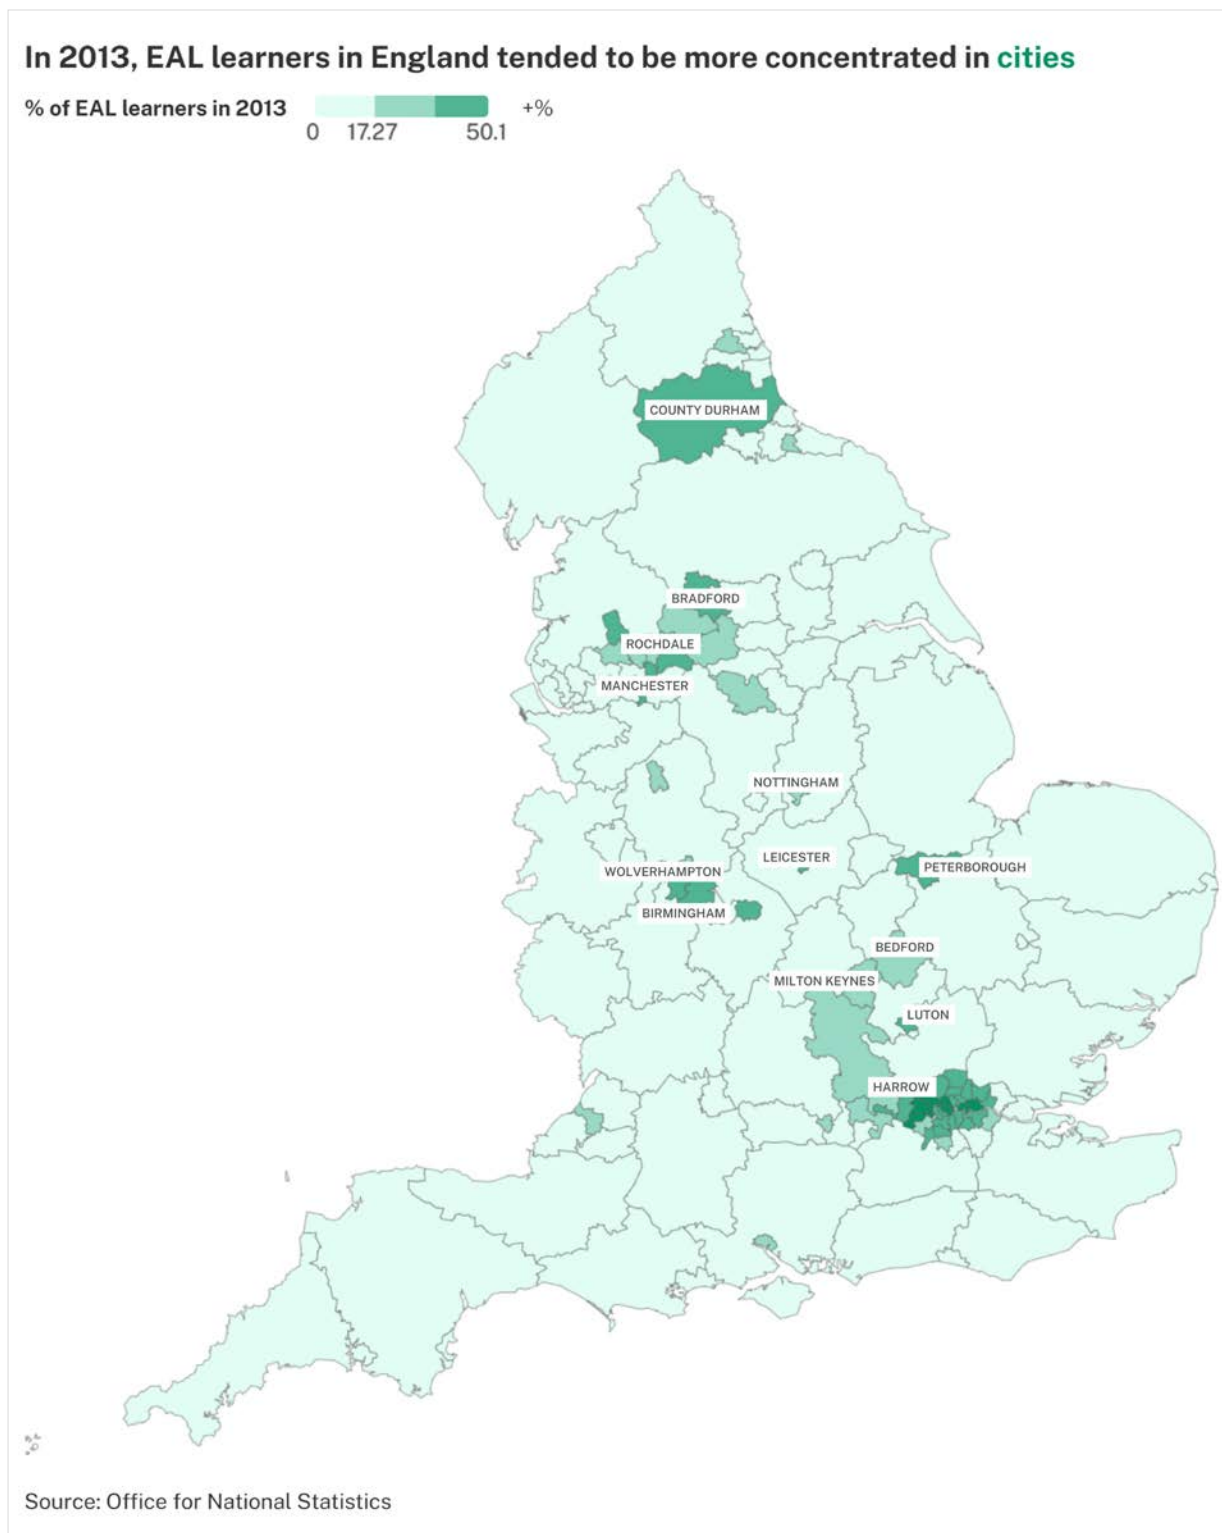 In 2013, EAL learners in England tended to be more concentrated in cities
% of EAL learners in 2013
+%
0 17.27 50.1
COUNTY DURHAM
BRADFORD
ROCHDALE
MANCHESTER
NOTTINGHAM
LEICESTER
PETERBOROUGH
WOLVERHAMPTON
BIRMINGHAM
BEDFORD
MILTON KEYNES
LUTON
HARROW
Source: Office for National Statistics